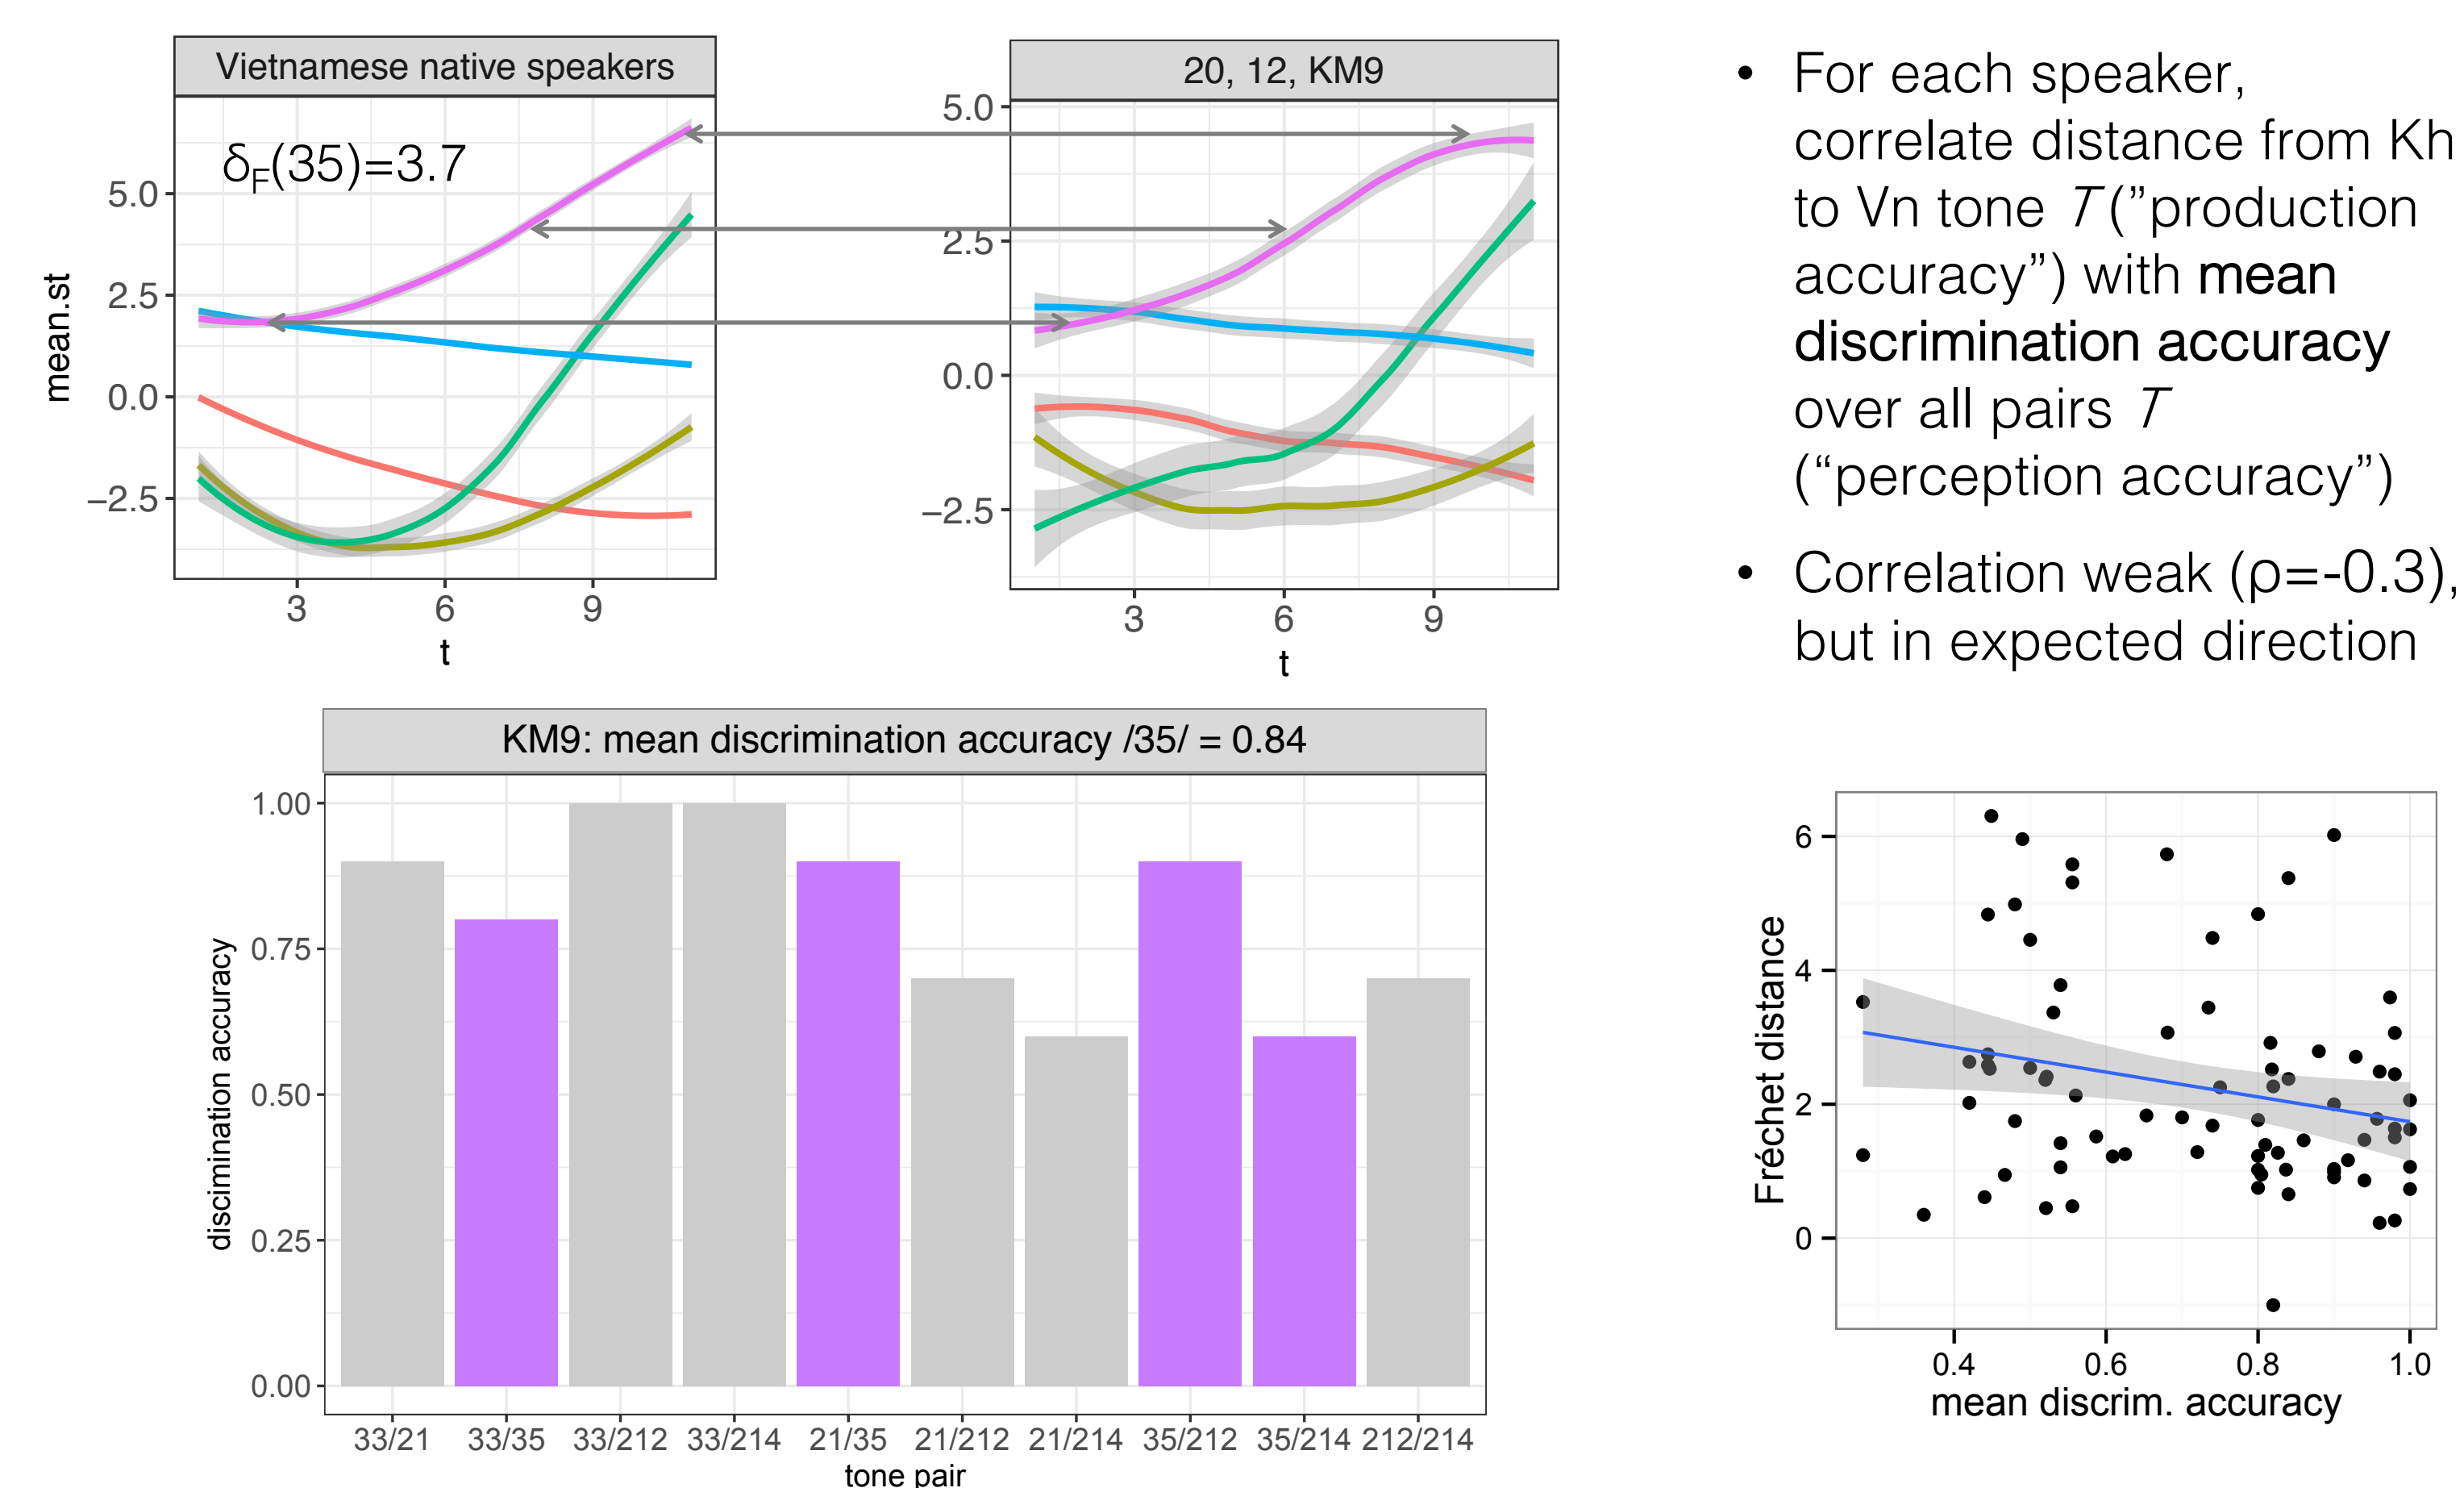 Vietnamese native speakers
δF(35)=3.7
mean.st
5.0
2.5
0.0
−2.5
3 6 9
t
20, 12, KM9
5.0
2.5
0.0
−2.5
3 6 9
t
• For each speaker,
correlate distance from Kh
to Vn tone T (”production
accuracy”) with mean
discrimination accuracy
over all pairs T
(“perception accuracy”)
• Correlation weak (ρ=-0.3),
but in expected direction
KM9: mean discrimination accuracy /35/ = 0.84
discimination accuracy
1.00
0.75
0.50
0.25
0.00
33/21 33/35 33/212 33/214 21/35 21/212 21/214 35/212 35/214 212/214
tone pair
Fréchet distance
6
4
2
0
0.4 0.6 0.8 1.0
mean discrim. accuracy